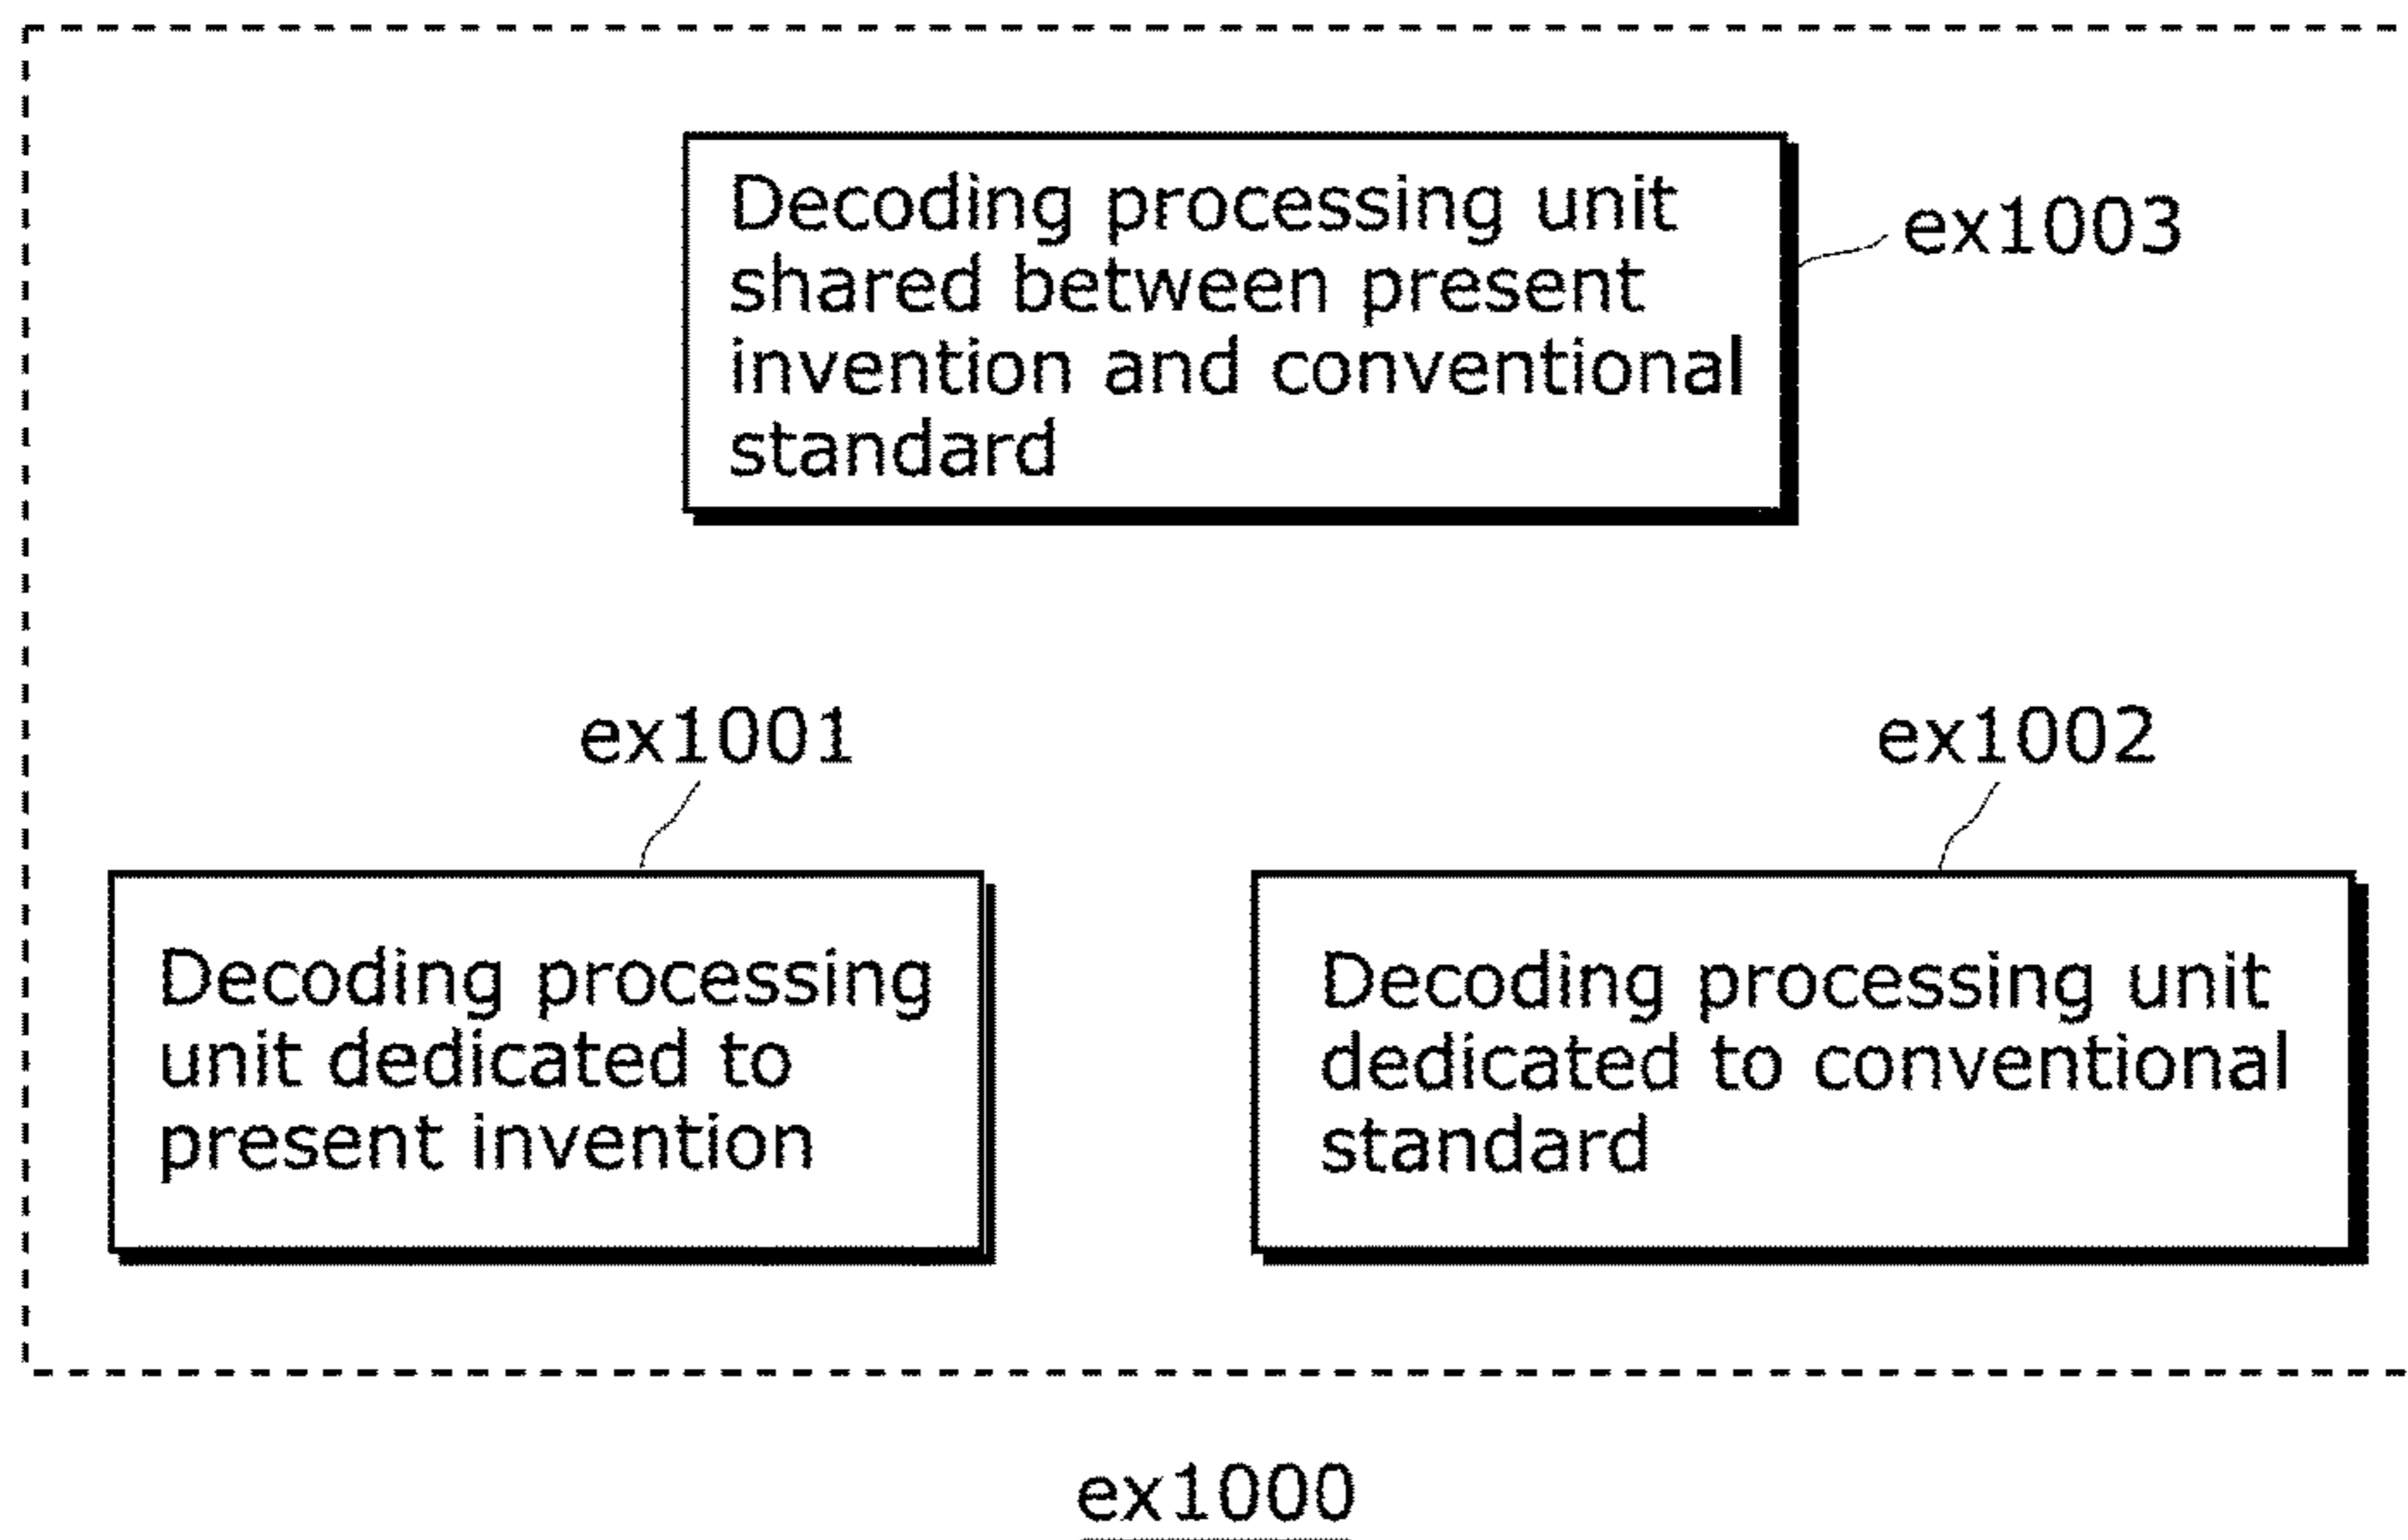 Decoding processing unit
shared between present
invention and conventional
standard
ex1003
ex1001
ex1002
Decoding processing
unit dedicated to
present invention
Decoding processing unit
dedicated to conventional
standard
ex1000